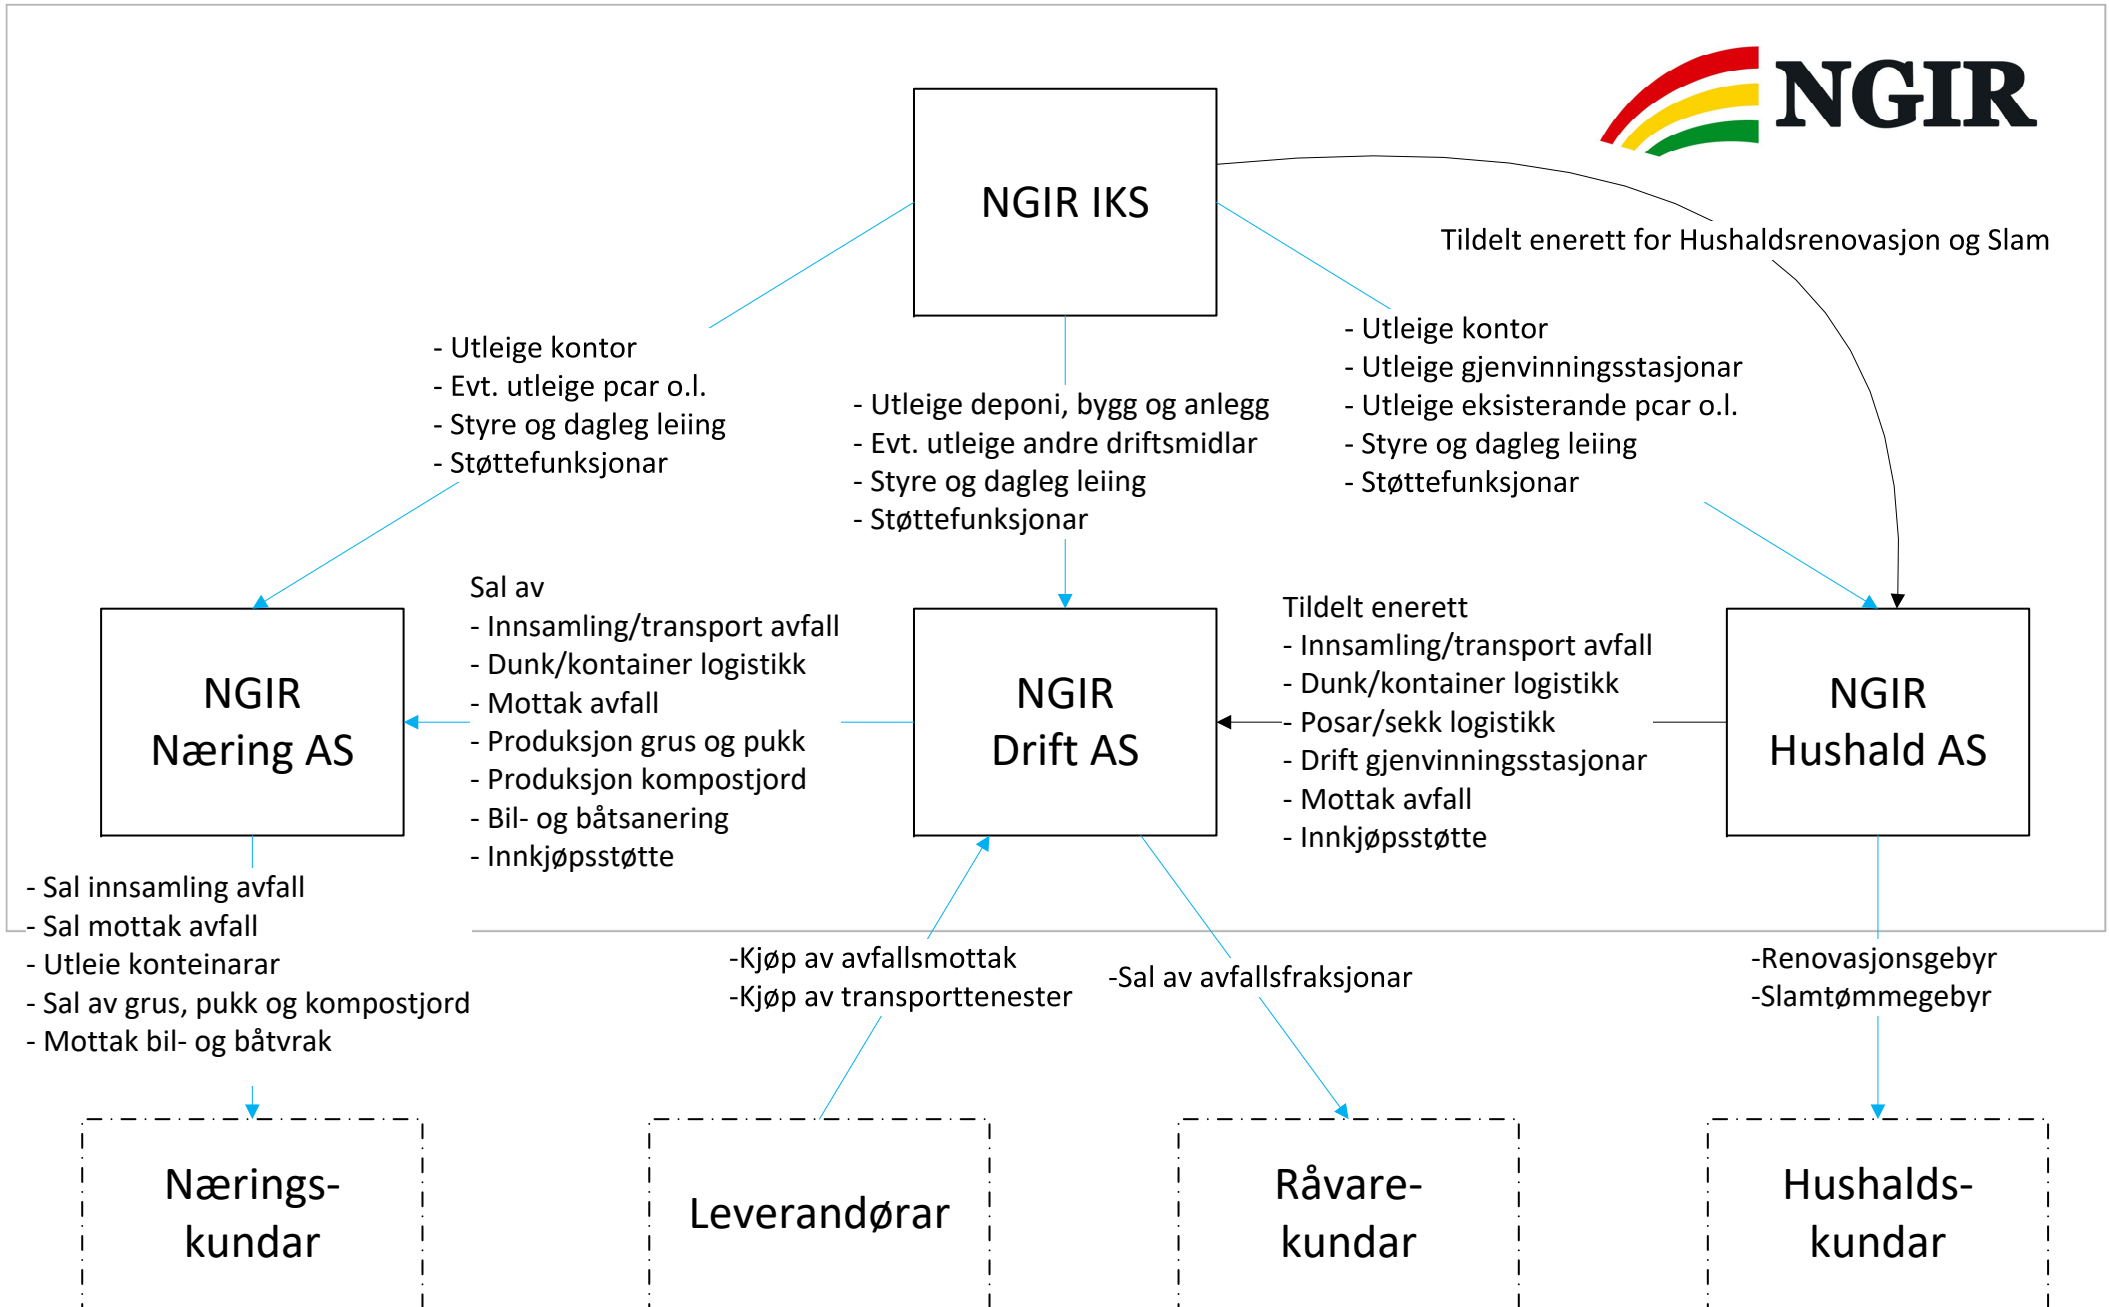 NGIR
NGIR IKS
Tildelt enerett for Hushaldsrenovasjon og Slam
- Utleige kontor
- Evt. utleige pcar o.l.
- Styre og dagleg leiing
- Støttefunksjonar
- Utleige deponi, bygg og anlegg
- Evt. utleige andre driftsmidlar
- Styre og dagleg leiing
- Støttefunksjonar
- Utleige kontor
- Utleige gjenvinningsstasjonar
- Utleige eksisterande pcar o.l.
- Styre og dagleg leiing
- Støttefunksjonar
NGIR
Næring AS
Sal av
- Innsamling/transport avfall
- Dunk/kontainer logistikk
- Mottak avfall
- Produksjon grus og pukk
- Produksjon kompostjord
- Bil- og båtsanering
- Innkjøpsstøtte
NGIR
Drift AS
Tildelt enerett
- Innsamling/transport avfall
- Dunk/kontainer logistikk
- Posar/sekk logistikk
- Drift gjenvinningsstasjonar
- Mottak avfall
- Innkjøpsstøtte
NGIR
Hushald AS
- Sal innsamling avfall
- Sal mottak avfall
- Utleie konteinarar
- Sal av grus, pukk og kompostjord
- Mottak bil- og båtvrak
-Kjøp av avfallsmottak
-Kjøp av transporttenester
-Sal av avfallsfraksjonar
-Renovasjonsgebyr
-Slamtømmegebyr
Nærings-
kundar
Leverandørar
Råvare-
kundar
Hushalds-
kundar